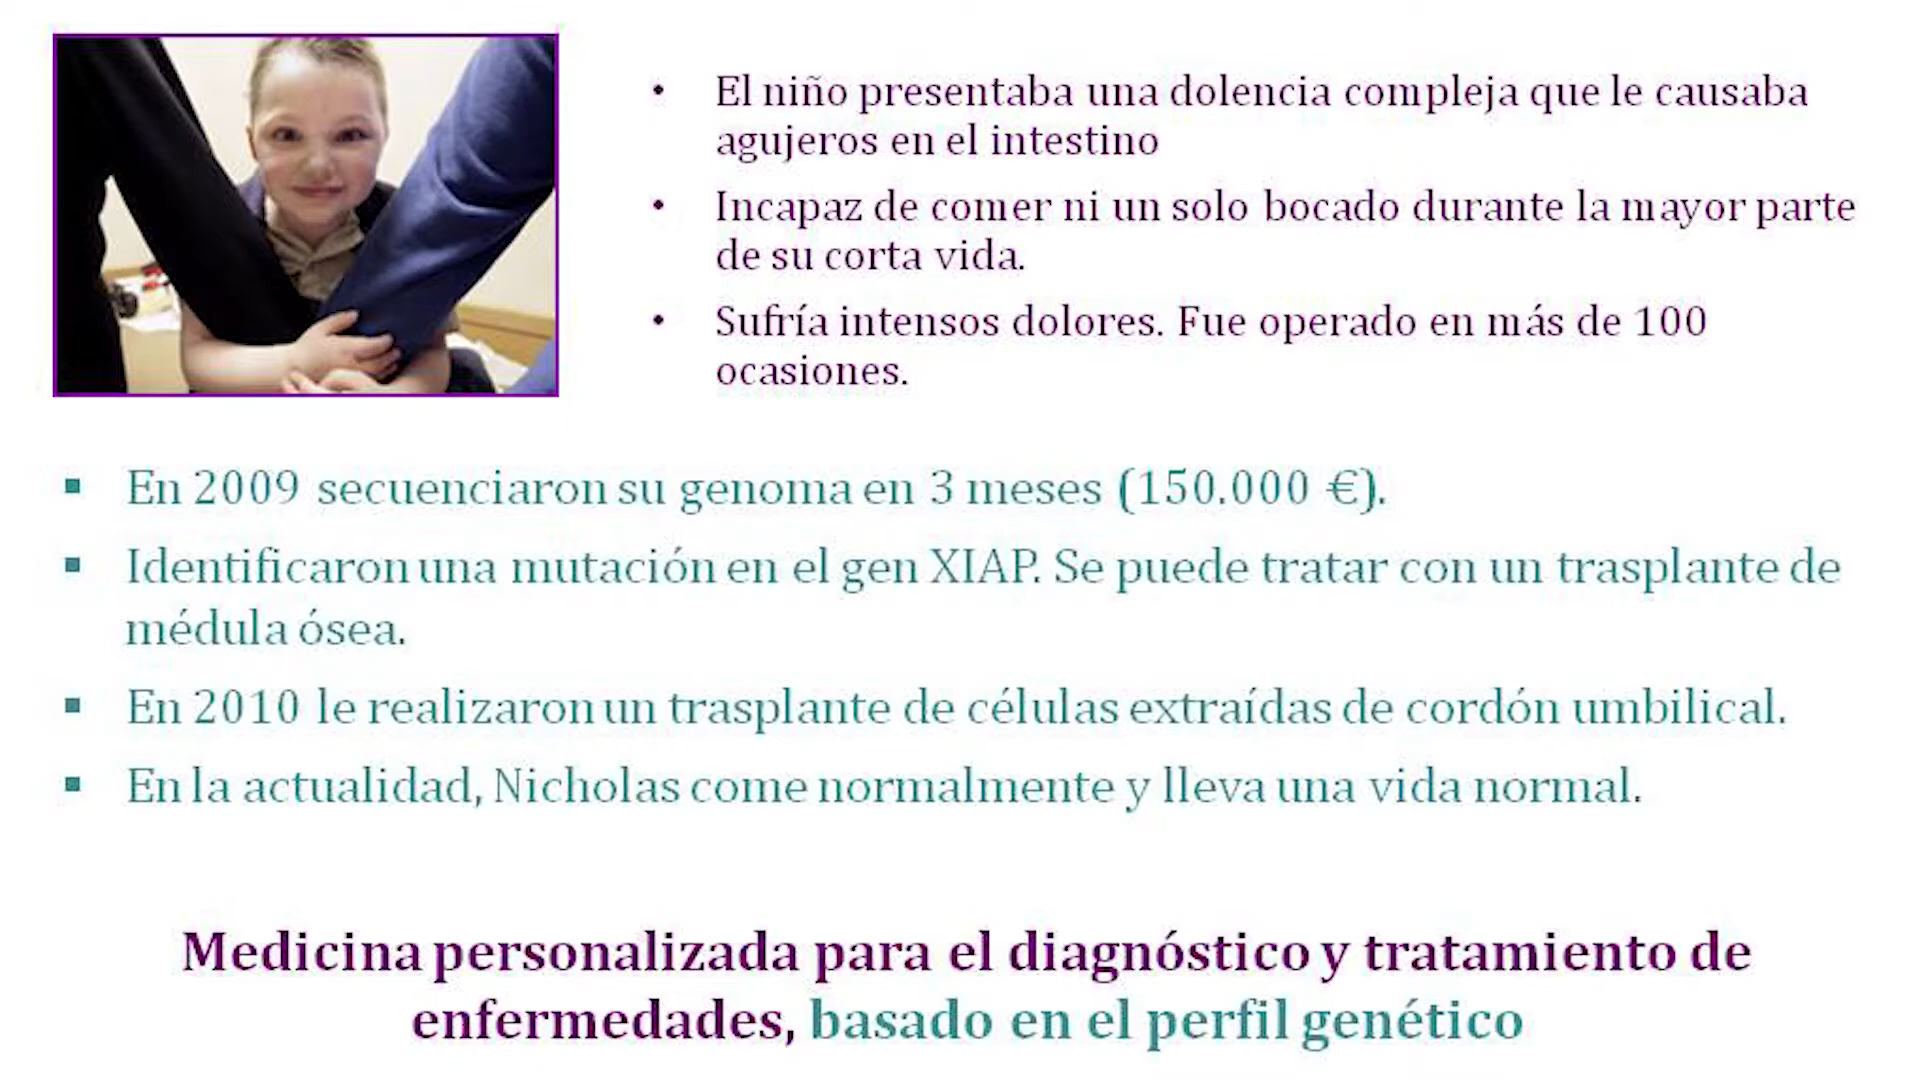 • El niño presentaba una dolencia compleja que le causaba
agujeros en el intestino
• Incapaz de comer ni un solo bocado durante la mayor parte
de su corta vida.
• Sufría intensos dolores. Fue operado en más de 100
ocasiones.
▪ En 2009 secuenciaron su genoma en 3 meses (150.000 €).
▪ Identificaron una mutación en el gen XIAP. Se puede tratar con un trasplante de
médula ósea.
▪ En 2010 le realizaron un trasplante de células extraídas de cordón umbilical.
▪ En la actualidad, Nicholas come normalmente y lleva una vida normal.
Medicina personalizada para el diagnóstico y tratamiento de
enfermedades, basado en el perfil genético